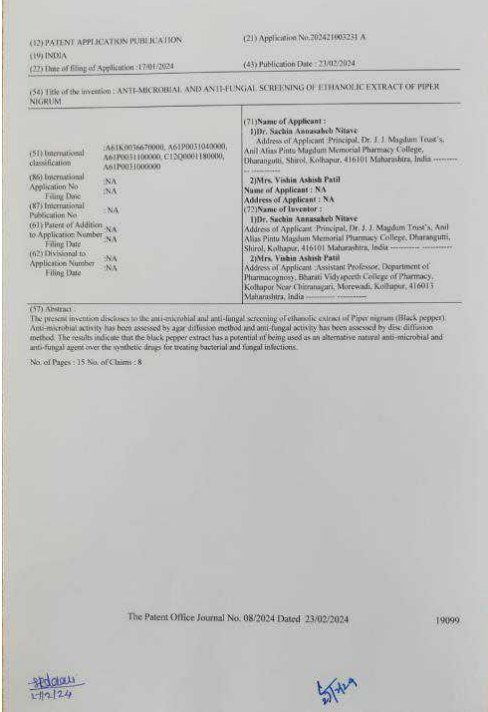 (12) PATENT APPLICATION PUBLICATION
(21) Application No.202421003231 A
(19) INDIA
(22) Date of filing of Application :17/01/2024
(43) Publication Date : 23/02/2024
(54) Title of the invention : ANTI-MICROBIAL AND ANTI-FUNGAL SCREENING OF ETHANOLIC EXTRACT OF PIPER
NIGRUM
(51) International
classification
:A61K0036670000, A61P0031040000,
A61P0031100000, C12Q0001180000,
A61P0031000000
(86) International
Application No
Filing Date
:NA
:NA
(87) International
Publication No
: NA
(61) Patent of Addition
to Application Number
Filing Date
:NA
:NA
(62) Divisional to
Application Number
Filing Date
:NA
:NA
(71)Name of Applicant :
1)Dr. Sachin Annasaheb Nitave
Address of Applicant :Principal, Dr. J. J. Magdum Trust's,
Anil Alias Pintu Magdum Memorial Pharmacy College,
Dharangutti, Shirol, Kolhapur, 416101 Maharashtra, India ----------
--------------
2)Mrs. Vishin Ashish Patil
Name of Applicant : NA
Address of Applicant : NA
(72)Name of Inventor :
1)Dr. Sachin Annasaheb Nitave
Address of Applicant :Principal, Dr. J. J. Magdum Trust's, Anil
Alias Pintu Magdum Memorial Pharmacy College, Dharangutti,
Shirol, Kolhapur, 416101 Maharashtra, India ----------- -----------
2)Mrs. Vishin Ashish Patil
Address of Applicant :Assistant Professor, Department of
Pharmacognosy, Bharati Vidyapeeth College of Pharmacy,
Kolhapur Near Chitranagari, Morewadi, Kolhapur, 416013
Maharashtra, India ----------- -----------
(57) Abstract :
The present invention discloses to the anti-microbial and anti-fungal screening of ethanolic extract of Piper nigrum (Black pepper).
Anti-microbial activity has been assessed by agar diffusion method and anti-fungal activity has been assessed by disc diffusion
method. The results indicate that the black pepper extract has a potential of being used as an alternative natural anti-microbial and
anti-fungal agent over the synthetic drugs for treating bacterial and fungal infections.
No. of Pages : 15 No. of Claims : 8
The Patent Office Journal No. 08/2024 Dated 23/02/2024
19099